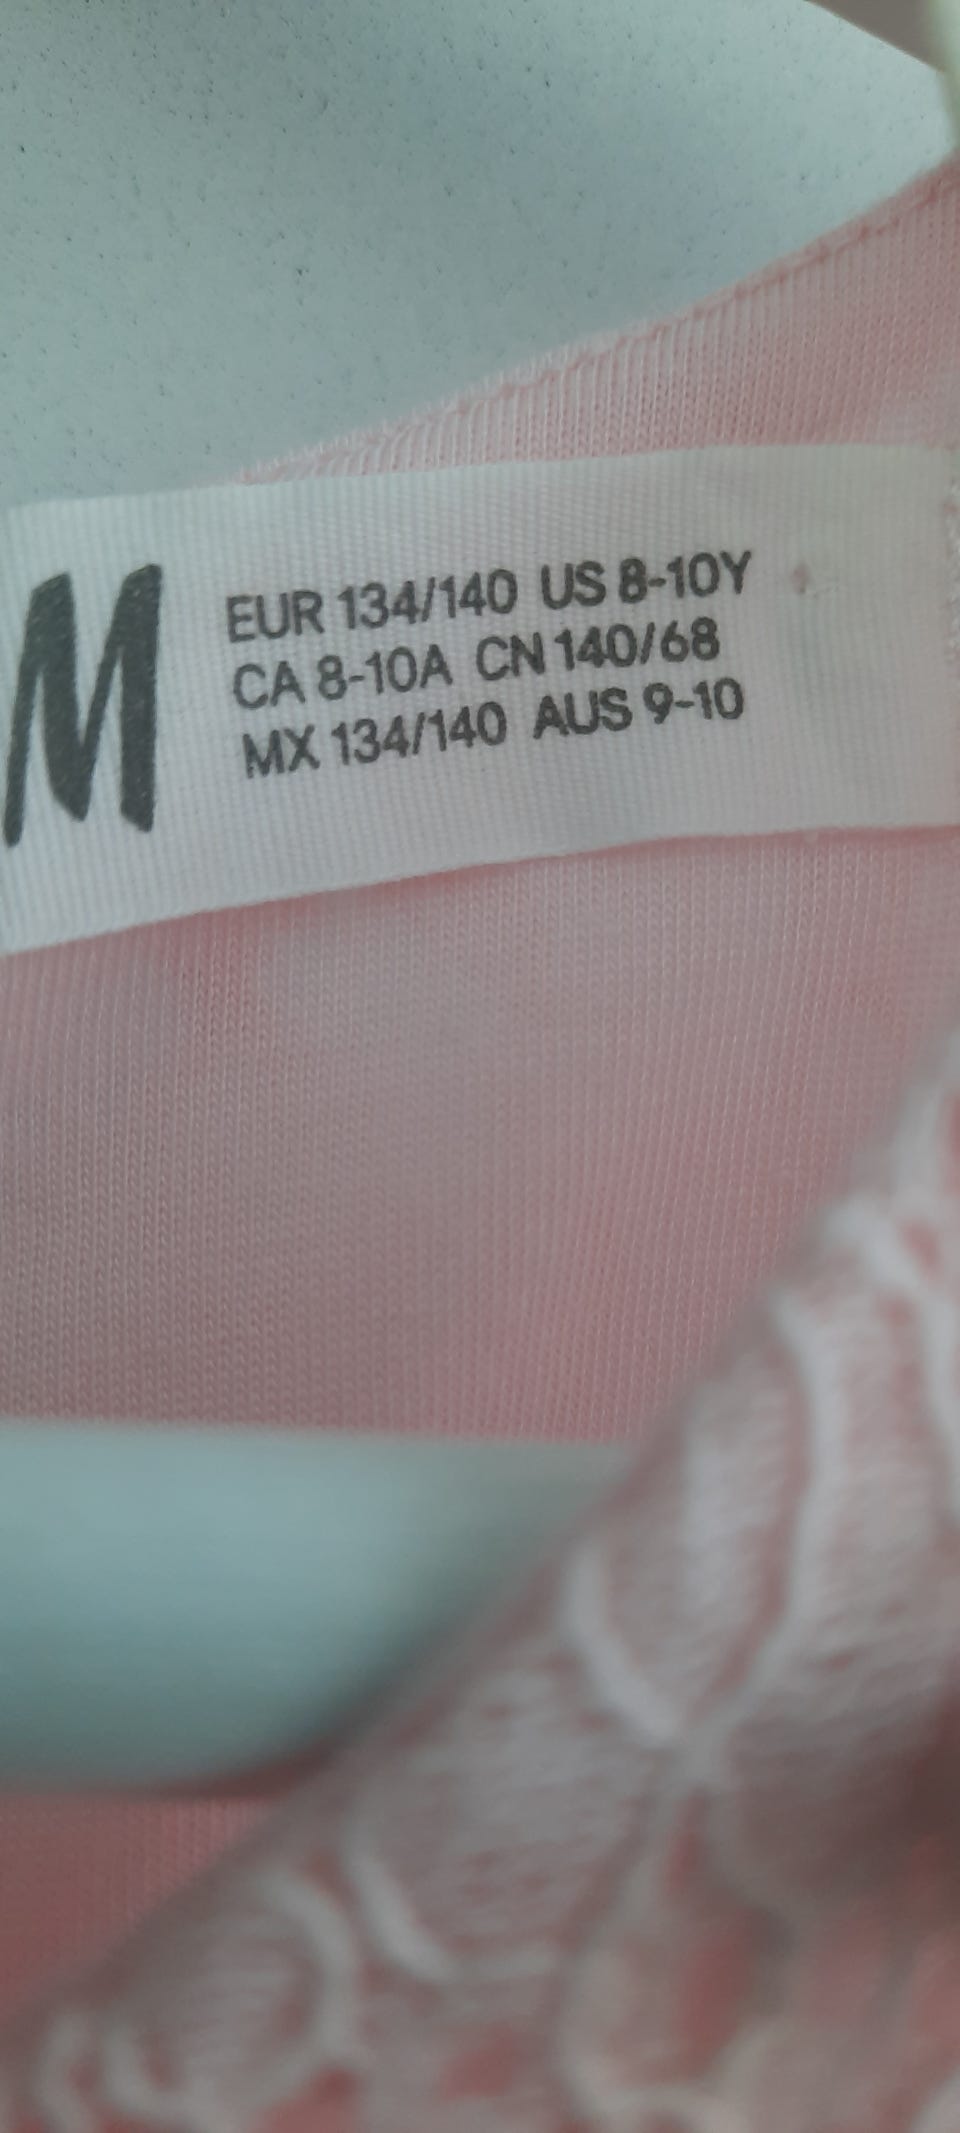 M
EUR 134/140 US 8-10Y
CA 8-10A CN 140/68
MX 134/140 AUS 9-10